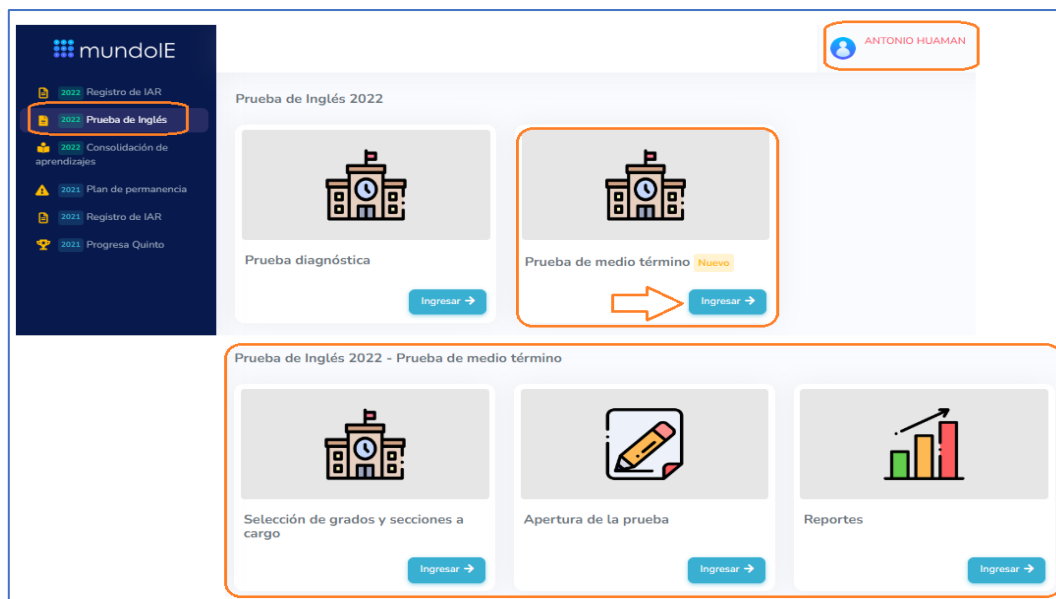 mundoIE
ANTONIO HUAMAN
2022 Registro de IAR
2022 Prueba de Inglés
2022 Consolidación de
aprendizajes
2021 Plan de permanencia
2021 Registro de IAR
2021 Progresa Quinto
Prueba de Inglés 2022
Prueba diagnóstica
Ingresar →
Prueba de medio término Nuevo
Ingresar →
Prueba de Inglés 2022 - Prueba de medio término
Selección de grados y secciones a
cargo
Ingresar →
Apertura de la prueba
Ingresar →
Reportes
Ingresar →